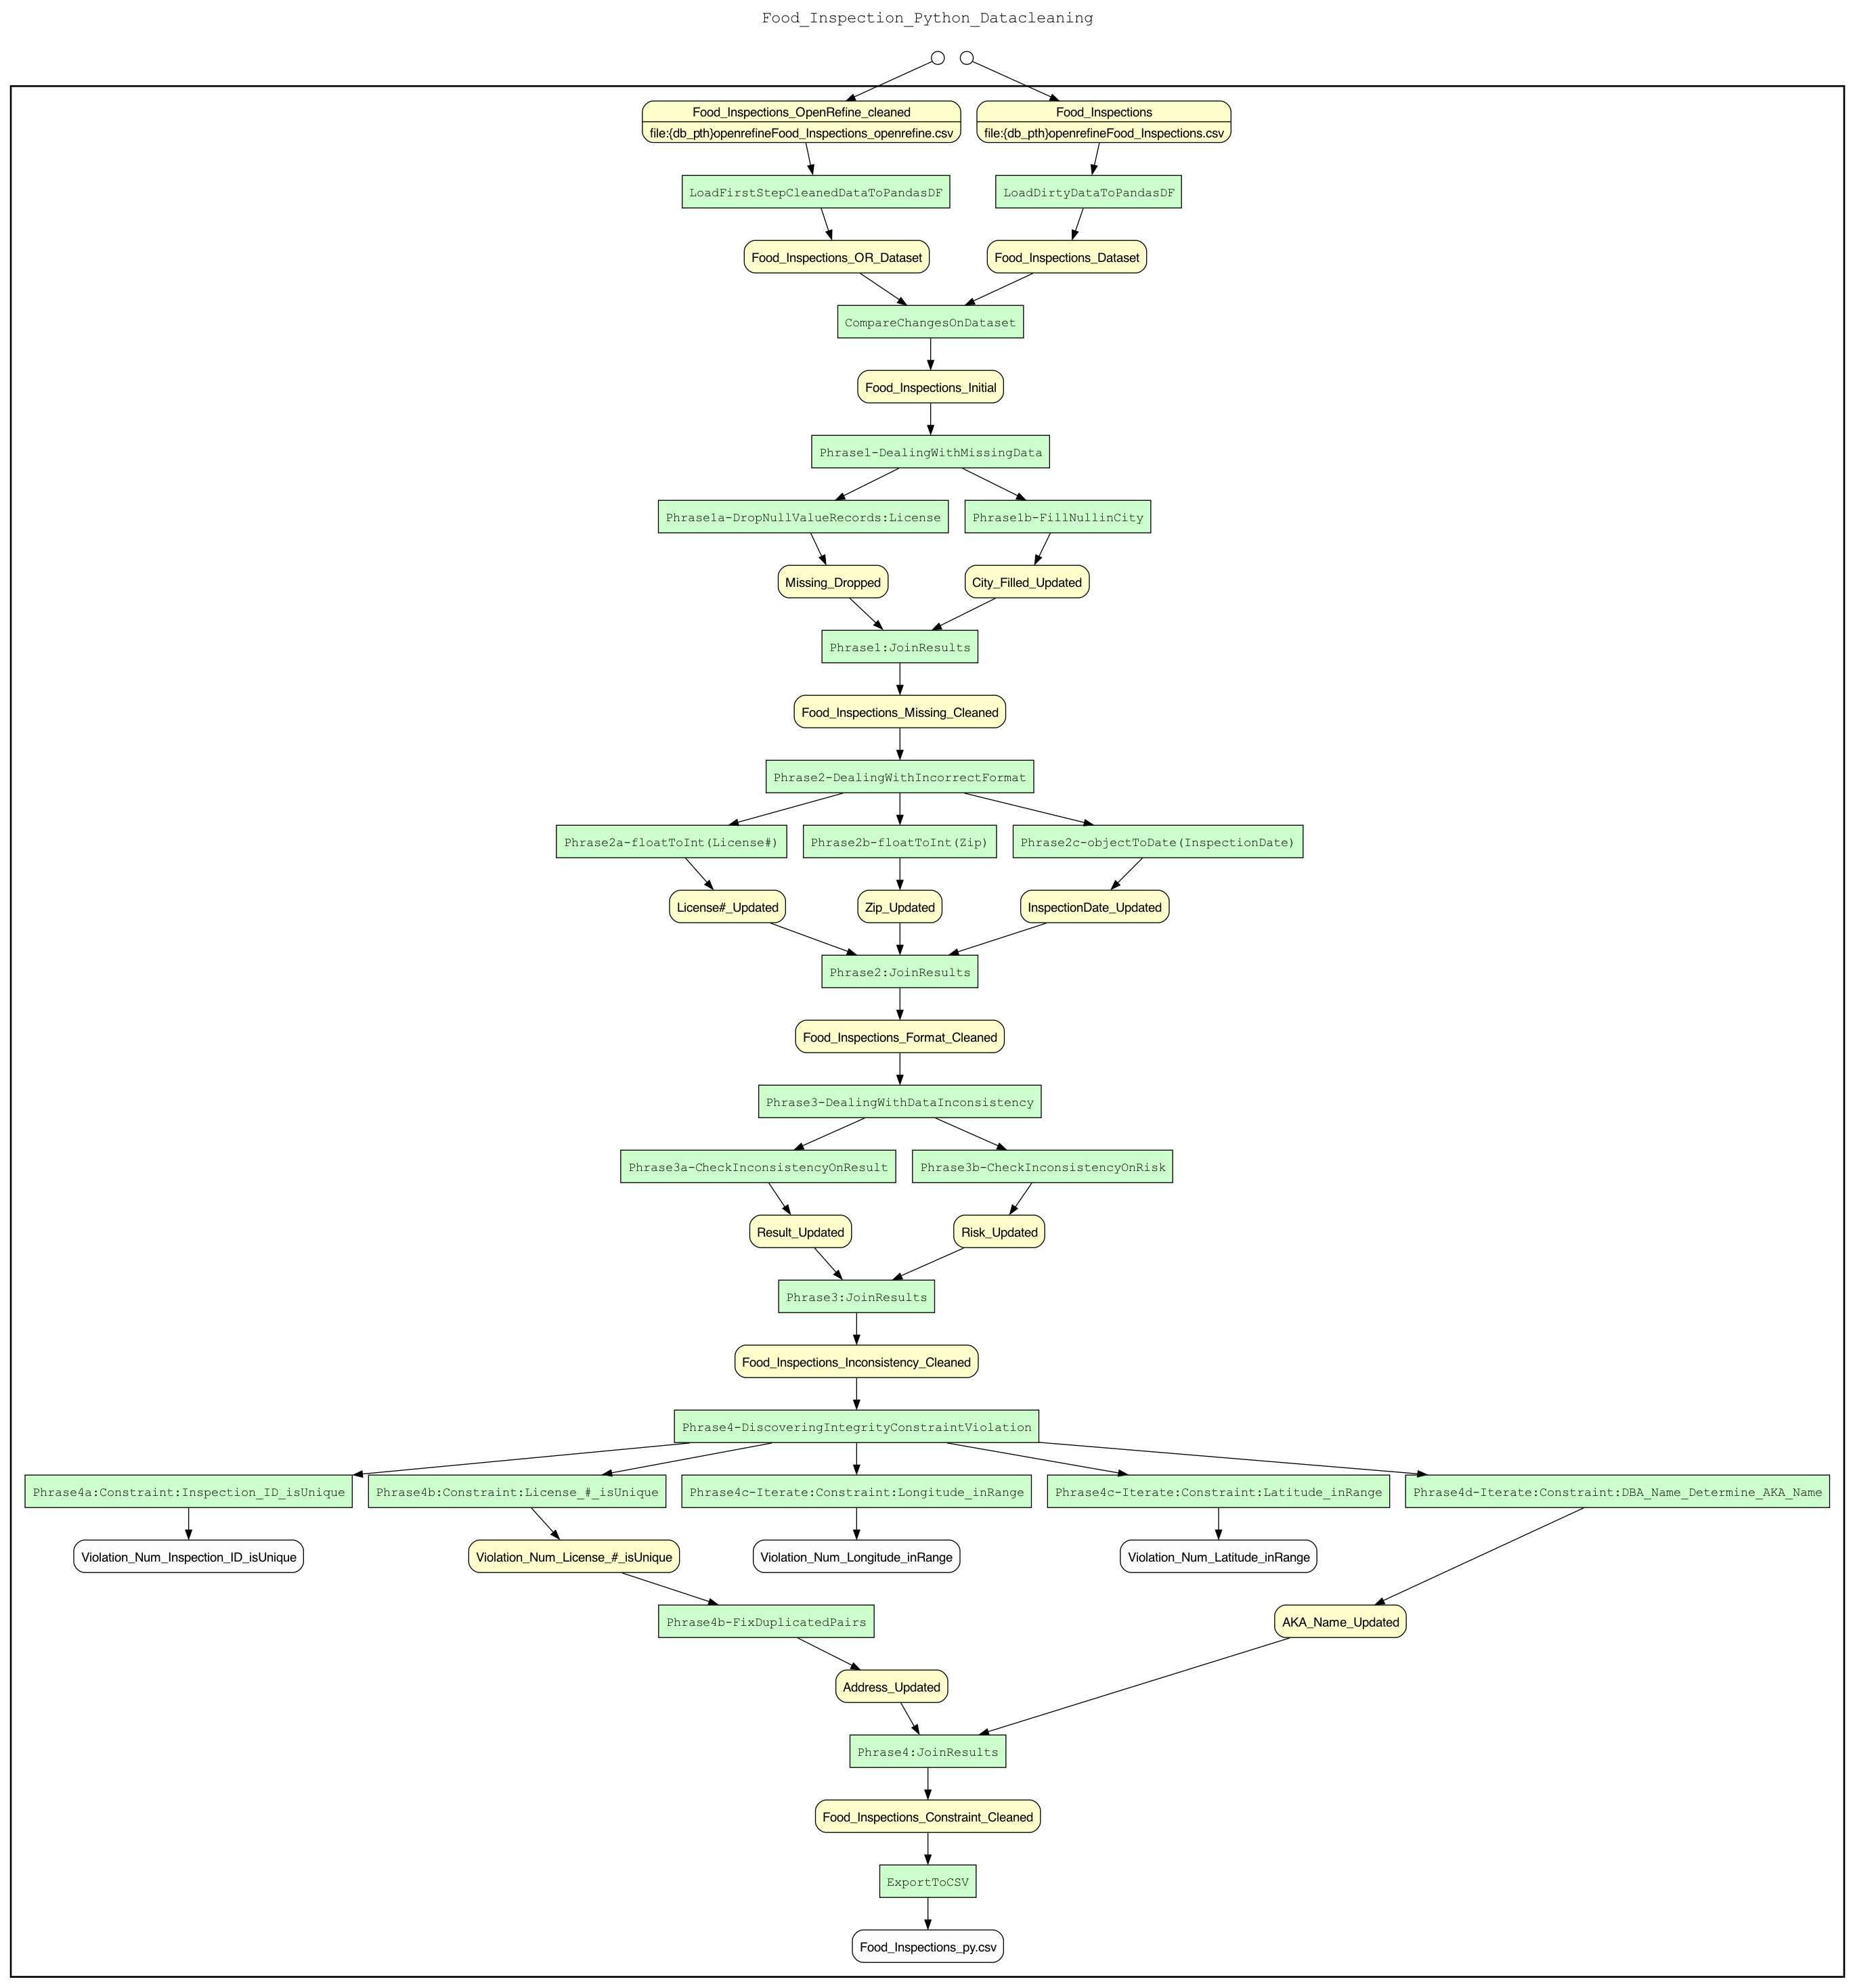 Food_Inspection_Python_Datacleaning
Food_Inspections_OpenRefine_cleaned
file:{db_pth}openrefineFood_Inspections_openrefine.csv
Food_Inspections
file:{db_pth}openrefineFood_Inspections.csv
LoadFirstStepCleanedDataToPandasDF
LoadDirtyDataToPandasDF
Food_Inspections_OR_Dataset
Food_Inspections_Dataset
CompareChangesOnDataset
Food_Inspections_Initial
Phrase1-DealingWithMissingData
Phrase1a-DropNullValueRecords:License
Phrase1b-FillNullinCity
Missing_Dropped
City_Filled_Updated
Phrase1:JoinResults
Food_Inspections_Missing_Cleaned
Phrase2-DealingWithIncorrectFormat
Phrase2a-floatToInt(License#)
Phrase2b-floatToInt(Zip)
Phrase2c-objectToDate(InspectionDate)
License#_Updated
Zip_Updated
InspectionDate_Updated
Phrase2:JoinResults
Food_Inspections_Format_Cleaned
Phrase3-DealingWithDataInconsistency
Phrase3a-CheckInconsistencyOnResult
Phrase3b-CheckInconsistencyOnRisk
Result_Updated
Risk_Updated
Phrase3:JoinResults
Food_Inspections_Inconsistency_Cleaned
Phrase4-DiscoveringIntegrityConstraintViolation
Phrase4a:Constraint:Inspection_ID_isUnique
Phrase4b:Constraint:License_#_isUnique
Phrase4c-Iterate:Constraint:Longitude_inRange
Phrase4c-Iterate:Constraint:Latitude_inRange
Phrase4d-Iterate:Constraint:DBA_Name_Determine_AKA_Name
Violation_Num_Inspection_ID_isUnique
Violation_Num_License_#_isUnique
Violation_Num_Longitude_inRange
Violation_Num_Latitude_inRange
Phrase4b-FixDuplicatedPairs
AKA_Name_Updated
Address_Updated
Phrase4:JoinResults
Food_Inspections_Constraint_Cleaned
ExportToCSV
Food_Inspections_py.csv